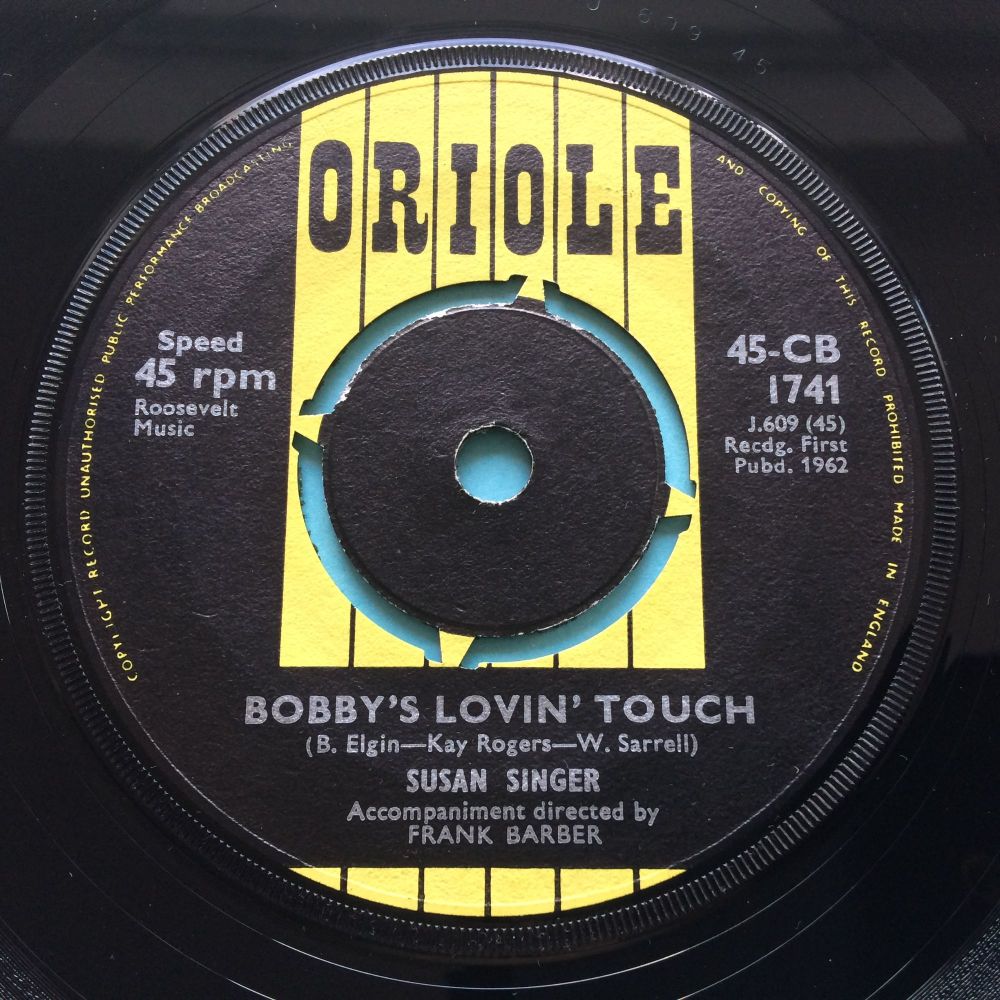 J 609 45
ORIOLE
COPYRIGHT RECORD UNAUTHORISED PUBLIC PERFORMANCE BROADCASTING AND COPYING OF THIS RECORD PROHIBITED MADE IN ENGLAND
Speed
45 rpm
Roosevelt
Music
45-CB
1741
J.609 (45)
Recdg. First
Pubd. 1962
BOBBY'S LOVIN' TOUCH
(B. Elgin—Kay Rogers—W. Sarrell)
SUSAN SINGER
Accompaniment directed by
FRANK BARBER